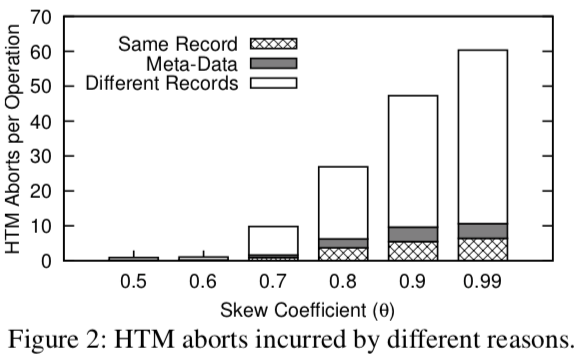 70
60
50
40
30
20
10
0
HTM Aborts per Operation
Same Record
Meta-Data
Different Records
0.5 0.6 0.7 0.8 0.9 0.99
Skew Coefficient (θ)
Figure 2: HTM aborts incurred by different reasons.